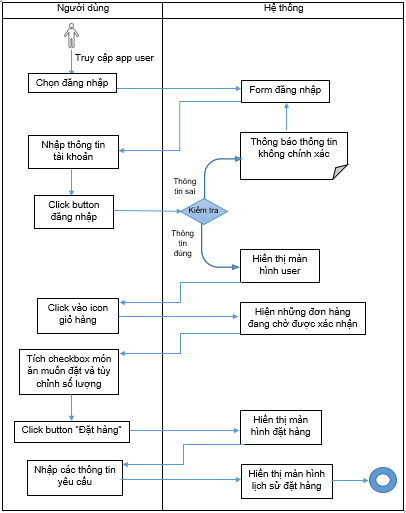 Người dùng
Hệ thống
Truy cập app user
Chọn đăng nhập
Form đăng nhập
Nhập thông tin
tài khoản
Thông báo thông tin
không chính xác
Thông
tin sai
Click button
đăng nhập
Kiểm tra
Thông
tin đúng
Hiển thị màn
hình user
Click vào icon
giỏ hàng
Hiện những đơn hàng
đang chờ được xác nhận
Tích checkbox món
ăn muốn đặt và tùy
chỉnh số lượng
Click button “Đặt hàng”
Hiển thị màn
hình đặt hàng
Nhập các thông tin
yêu cầu
Hiển thị màn hình
lịch sử đặt hàng